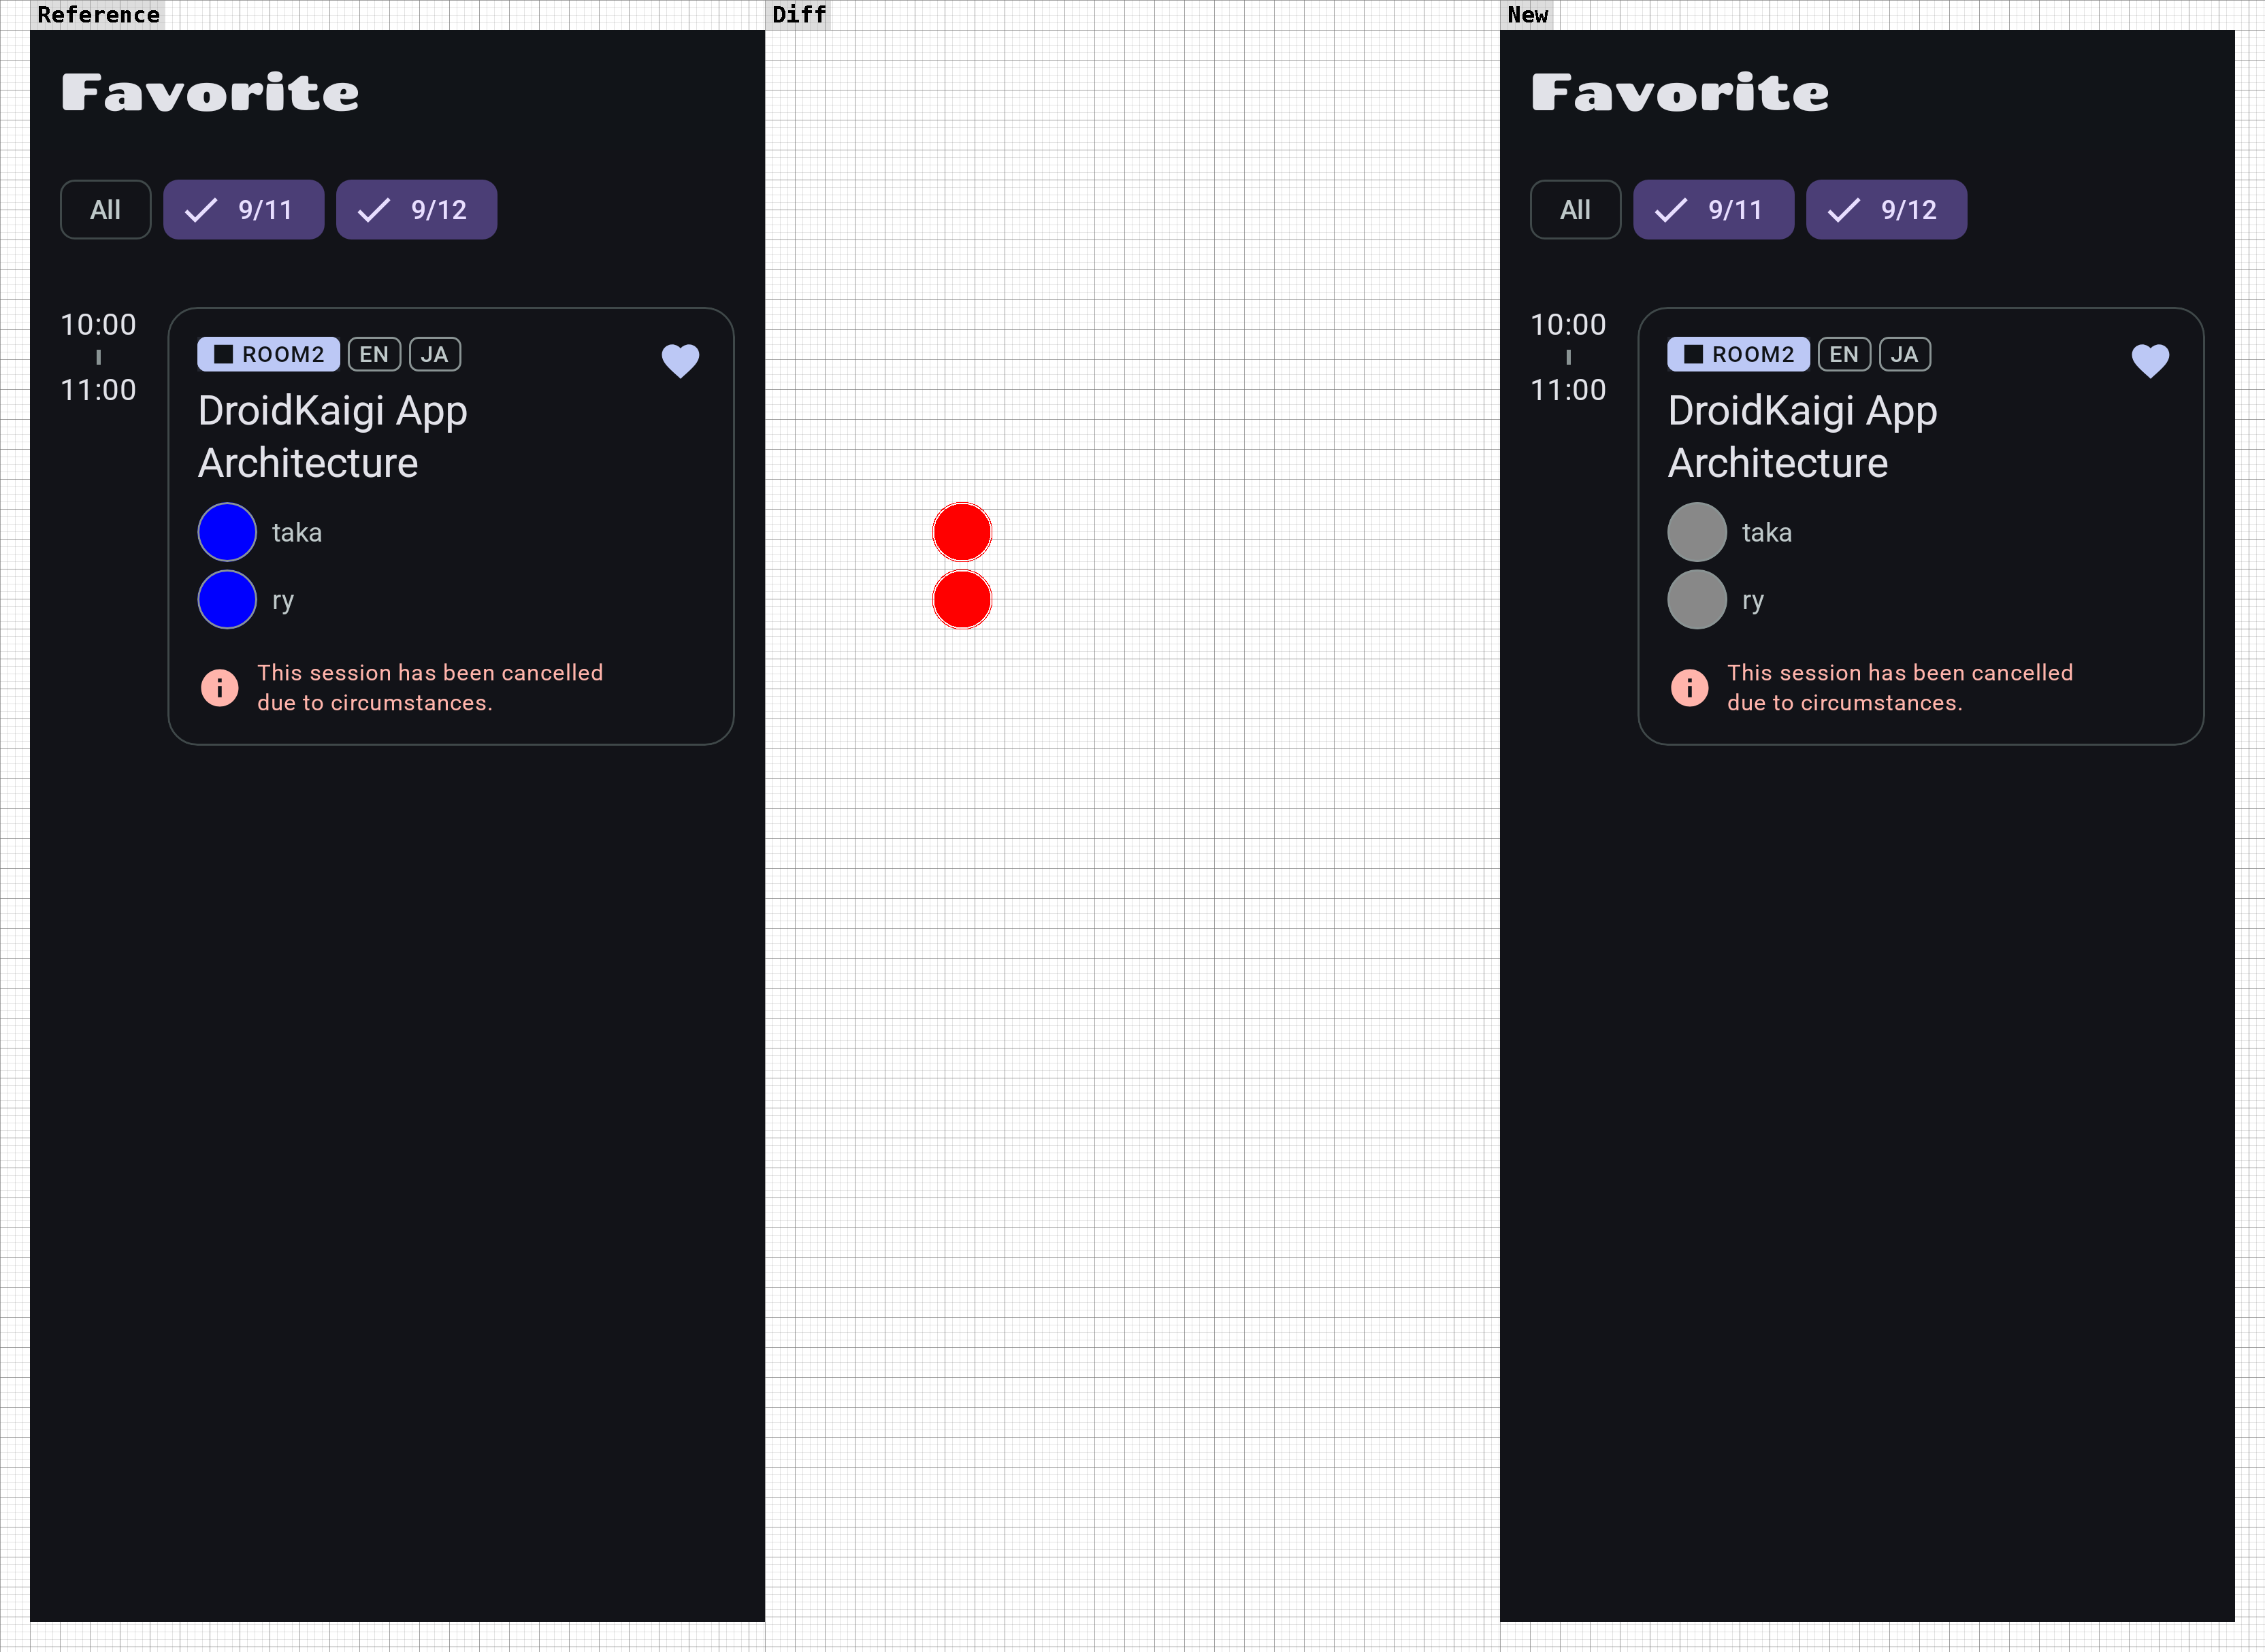 Reference
Diff
New
Favorite
All
9/11
9/12
10:00
11:00
ROOM2
EN
JA
DroidKaigi App
Architecture
taka
ry
This session has been cancelled
due to circumstances.
Favorite
All
9/11
9/12
10:00
11:00
ROOM2
EN
JA
DroidKaigi App
Architecture
taka
ry
This session has been cancelled
due to circumstances.